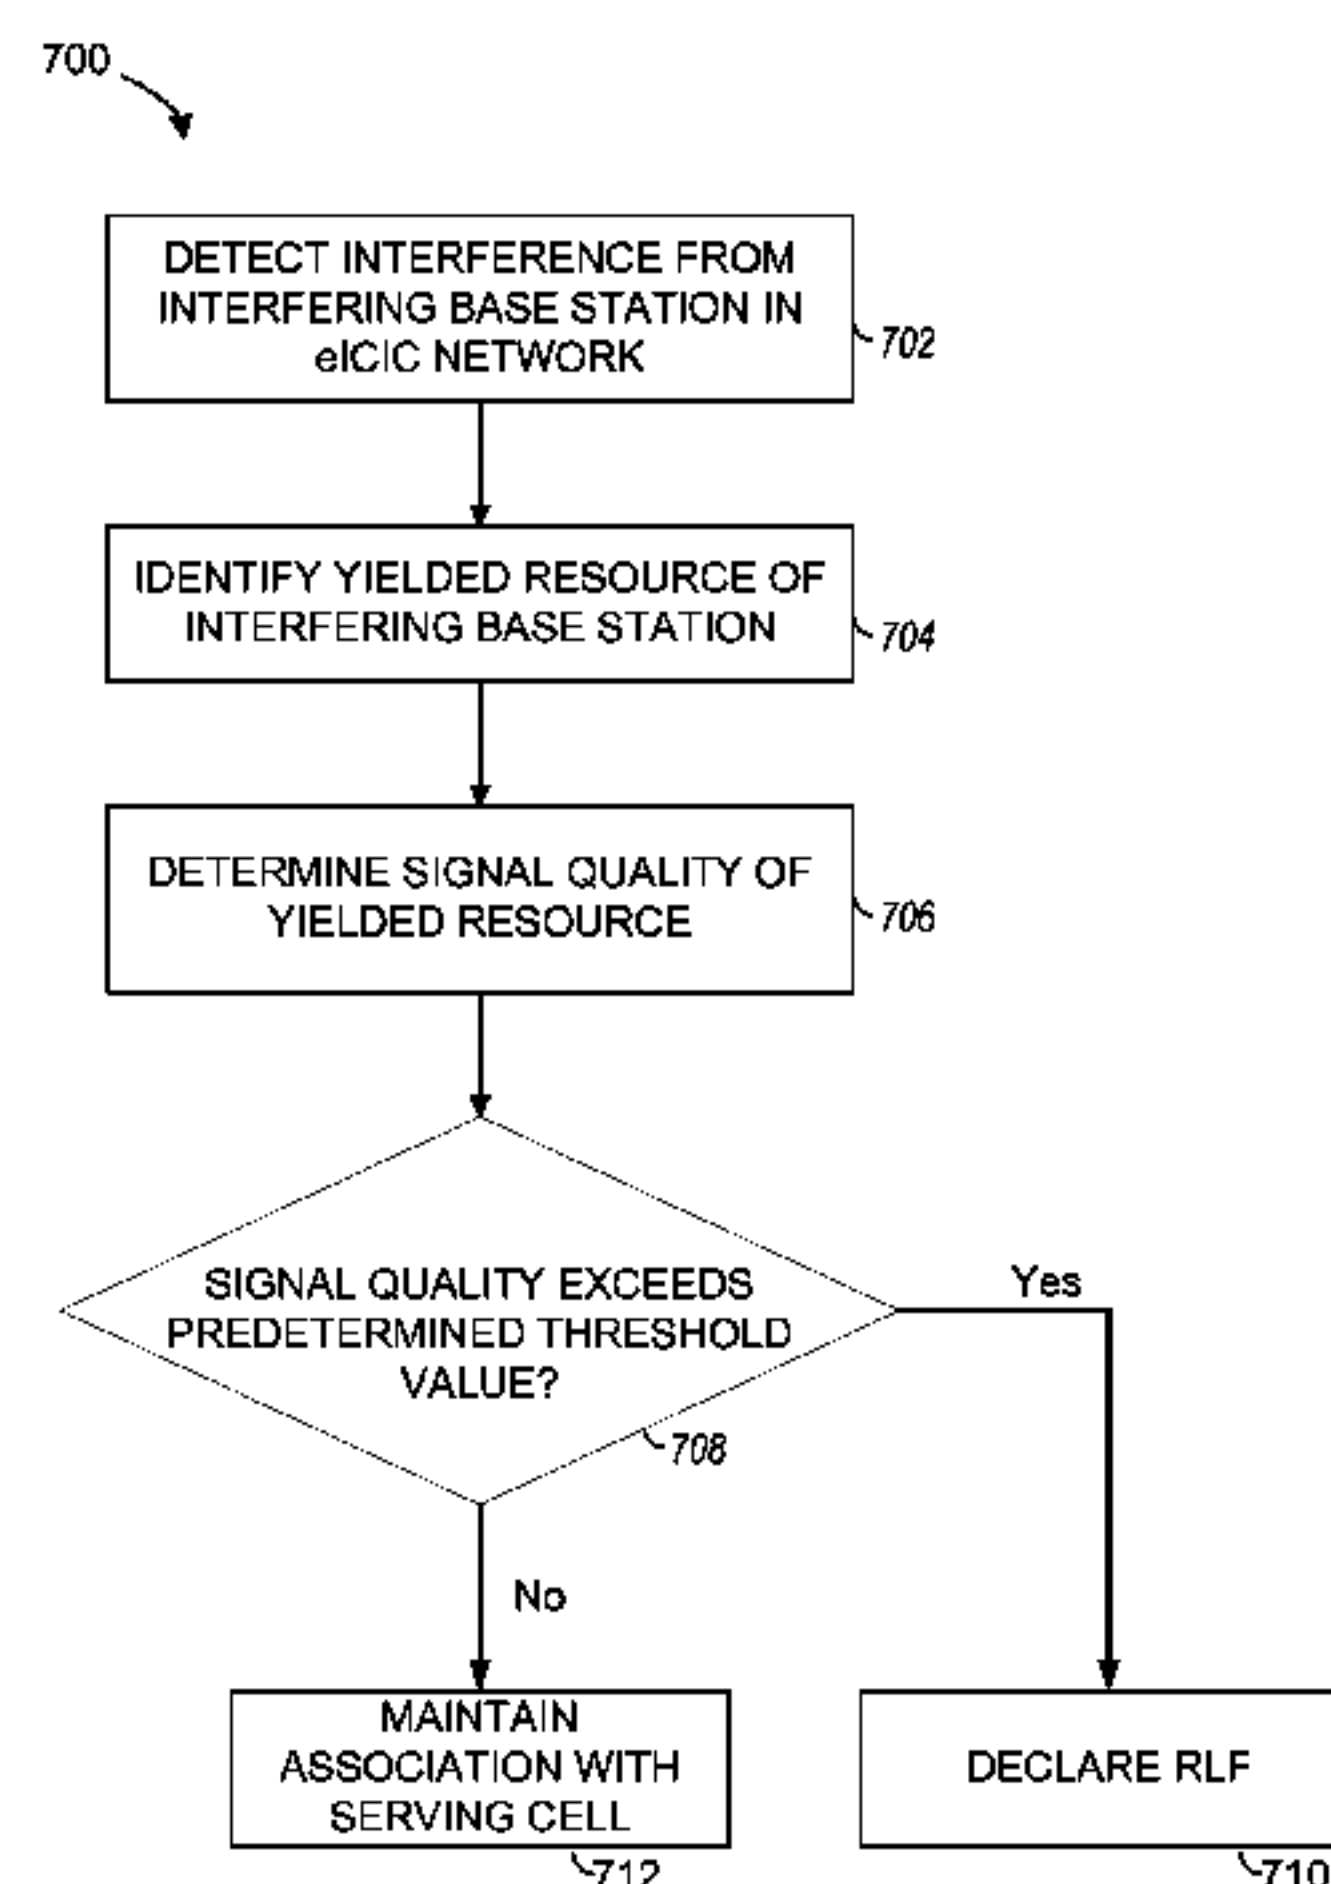 700
DETECT INTERFERENCE FROM
INTERFERING BASE STATION IN
eICIC NETWORK
702
IDENTIFY YIELDED RESOURCE OF
INTERFERING BASE STATION
704
DETERMINE SIGNAL QUALITY OF
YIELDED RESOURCE
706
SIGNAL QUALITY EXCEEDS
PREDETERMINED THRESHOLD
VALUE?
708
Yes
No
MAINTAIN
ASSOCIATION WITH
SERVING CELL
712
DECLARE RLF
710